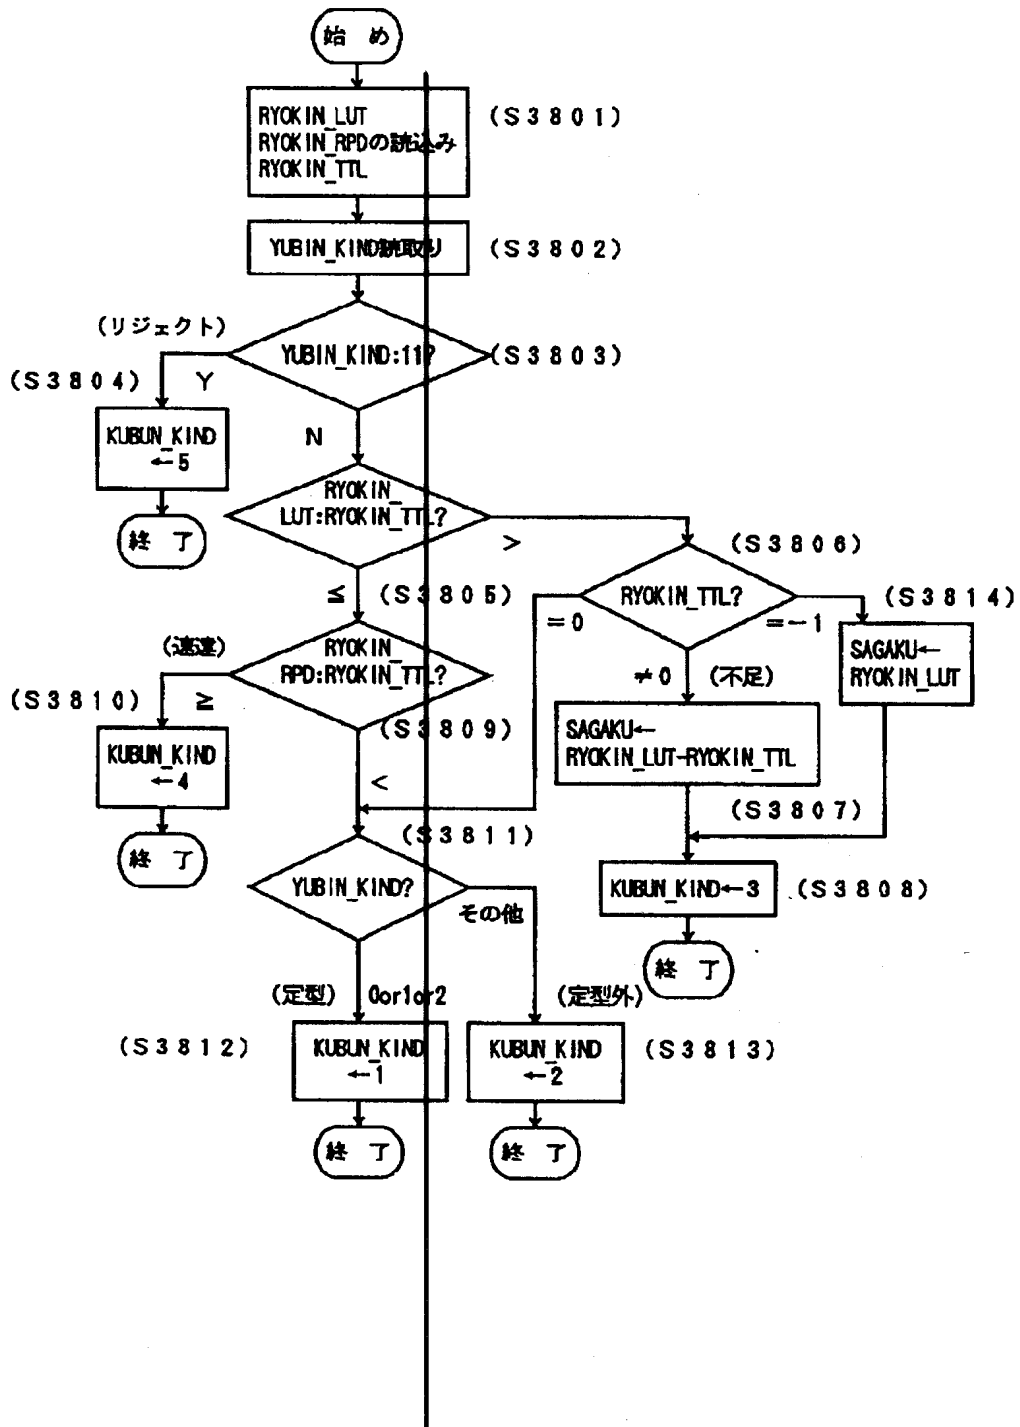 始 め
RYOKIN_LUT
RYOKIN_RPDの読込み
RYOKIN_TTL
(S3801)
YUBIN_KIND読取り
(S3802)
(リジェクト)
YUBIN_KIND:11?
(S3803)
(S3804)
Y
KUBUN_KIND
←5
終 了
N
RYOKIN_
LUT:RYOKIN_TTL?
>
≦
(S3805)
(S3806)
RYOKIN_TTL?
=0
=-1
(S3814)
SAGAKU←
RYOKIN_LUT
≠0
(不足)
SAGAKU←
RYOKIN_LUT-RYOKIN_TTL
(S3807)
KUBUN_KIND←3
(S3808)
終 了
(速達)
RYOKIN_
RPD:RYOKIN_TTL?
(S3810)
≧
(S3809)
KUBUN_KIND
←4
終 了
<
(S3811)
YUBIN_KIND?
その他
(定型)
0or1or2
(定型外)
(S3812)
KUBUN_KIND
←1
KUBUN_KIND
←2
(S3813)
終 了
終 了